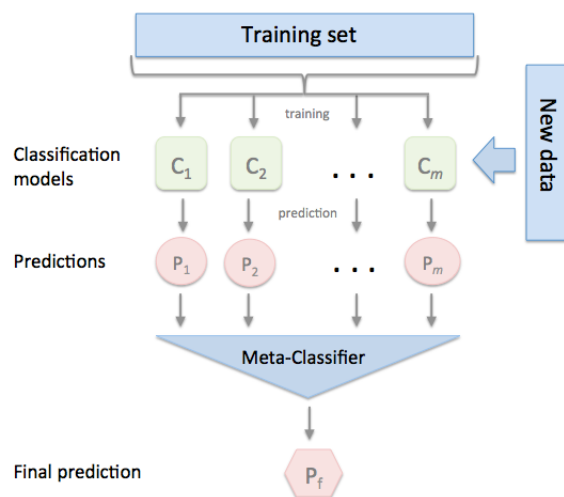 Training set
training
New data
Classification
models
C1 C2 . . . Cm
prediction
Predictions
P1 P2 . . . Pm
Meta-Classifier
Final prediction
Pf